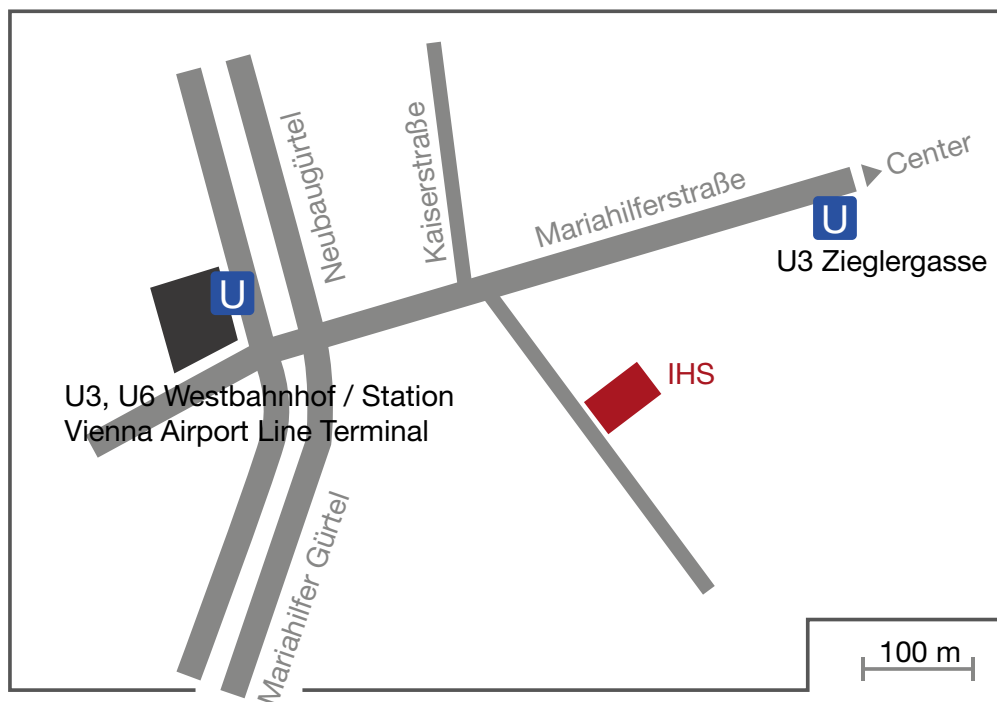 Neubaugürtel
Kaiserstraße
Mariahilferstraße
Center
U
U3 Zieglergasse
U
IHS
U3, U6 Westbahnhof / Station
Vienna Airport Line Terminal
Mariahilfer Gürtel
100 m